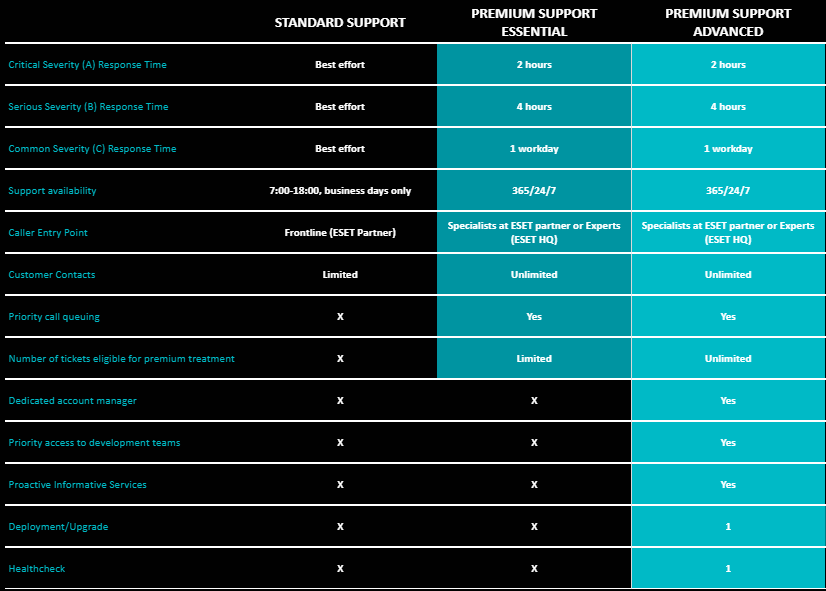 STANDARD SUPPORT
PREMIUM SUPPORT
ESSENTIAL
PREMIUM SUPPORT
ADVANCED
Critical Severity (A) Response Time Best effort 2 hours 2 hours
Serious Severity (B) Response Time Best effort 4 hours 4 hours
Common Severity (C) Response Time Best effort 1 workday 1 workday
Support availability 7:00-18:00, business days only 365/24/7 365/24/7
Caller Entry Point Frontline (ESET Partner) Specialists at ESET partner or Experts Specialists at ESET partner or Experts
(ESET HQ) (ESET HQ)
Customer Contacts Limited Unlimited Unlimited
Priority call queuing X Yes Yes
Number of tickets eligible for premium treatment X Limited Unlimited
Dedicated account manager X X Yes
Priority access to development teams X X Yes
Proactive Informative Services X X Yes
Deployment/Upgrade X X 1
Healthcheck X X 1